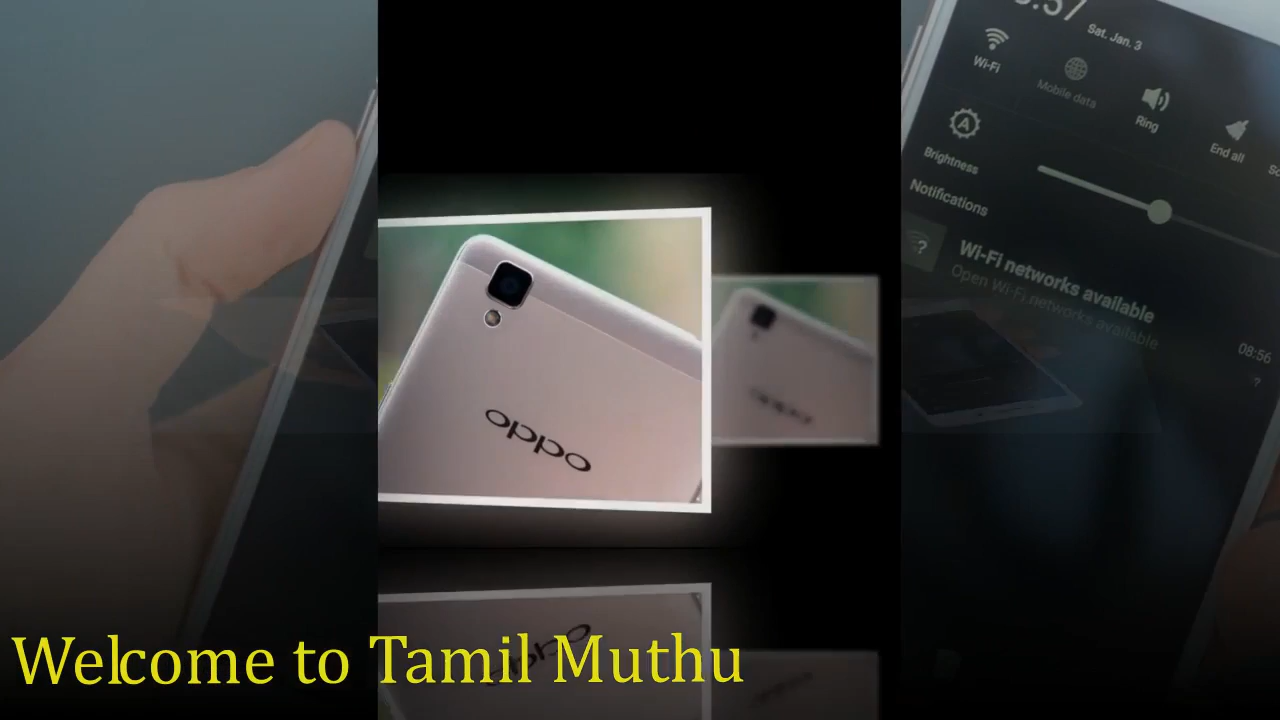 Sat. Jan. 3
Wi-Fi
Mobile data
Ring
End all
Brightness
Notifications
?
Wi-Fi networks available
Open Wi-Fi networks available
08:56
?
oppo
oppo
Welcome to Tamil Muthu